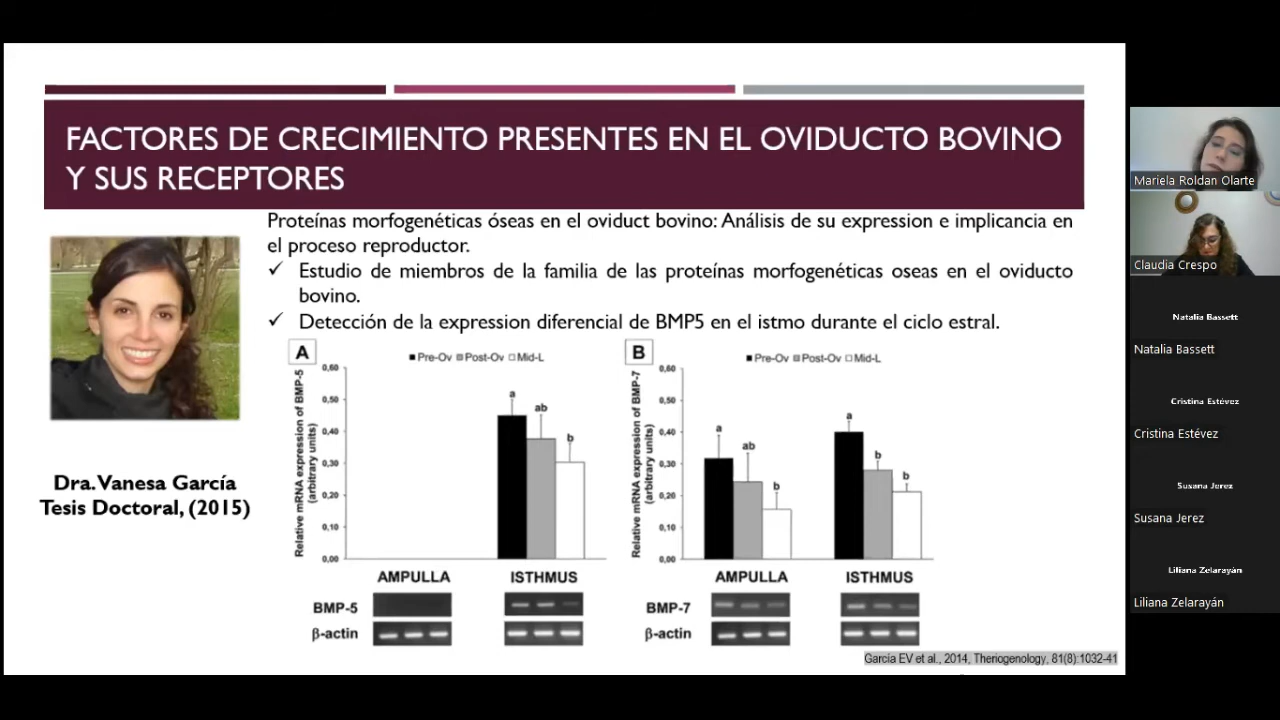 FACTORES DE CRECIMIENTO PRESENTES EN EL OVIDUCTO BOVINO
Y SUS RECEPTORES
Proteínas morfogenéticas óseas en el oviduct bovino: Análisis de su expression e implicancia en
el proceso reproductor.
✓ Estudio de miembros de la familia de las proteínas morfogenéticas oseas en el oviducto
bovino.
✓ Detección de la expression diferencial de BMP5 en el istmo durante el ciclo estral.
Dra. Vanesa García
Tesis Doctoral, (2015)
A
Pre-Ov Post-Ov Mid-L
Relative mRNA expression of BMP-5
(arbitrary units)
0,60
0,50
0,40
0,30
0,20
0,10
0,00
a
ab
b
AMPULLA ISTHMUS
BMP-5
β-actin
B
Pre-Ov Post-Ov Mid-L
Relative mRNA expression of BMP-7
(arbitrary units)
0,60
0,50
0,40
0,30
0,20
0,10
0,00
a
ab
b
a
b
b
AMPULLA ISTHMUS
BMP-7
β-actin
García EV et al., 2014, Theriogenology, 81(8):1032-41
Mariela Roldan Olarte
Claudia Crespo
Natalia Bassett
Natalia Bassett
Cristina Estévez
Cristina Estévez
Susana Jerez
Susana Jerez
Liliana Zelarayán
Liliana Zelarayán